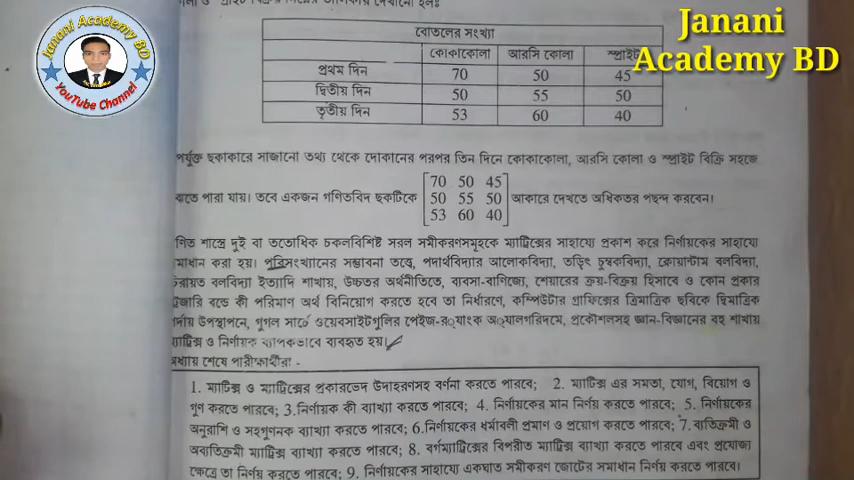 Janani Academy BD
YouTube Channel
Janani
Academy BD
বোতলের সংখ্যা
কোকাকোলা আরসি কোলা স্প্রাইট
প্রথম দিন 70 50 45
দ্বিতীয় দিন 50 55 50
তৃতীয় দিন 53 60 40
পর্যুক্ত ছকাকারে সাজানো তথ্য থেকে দোকানের পরপর তিন দিনে কোকাকোলা, আরসি কোলা ও স্প্রাইট বিক্রি সহজে
70 50 45
ঝতে পারা যায়। তবে একজন গণিতবিদ ছকটিকে 50 55 50 আকারে দেখতে অধিকতর পছন্দ করবেন।
53 60 40
ণিত শাস্ত্রে দুই বা ততোধিক চকলবিশিষ্ট সরল সমীকরণসমূহকে ম্যাট্রিক্সের সাহায্যে প্রকাশ করে নির্ণায়কের সাহায্যে
মাধান করা হয়। পরিসংখ্যানের সম্ভাবনা তত্ত্বে, পদার্থবিদ্যার আলোকবিদ্যা, তড়িৎ চুম্বকবিদ্যা, কোয়ান্টাম বলবিদ্যা,
চিরায়ত বলবিদ্যা ইত্যাদি শাখায়, উচ্চতর অর্থনীতিতে, ব্যবসা-বাণিজ্যে, শেয়ারের ক্রয়-বিক্রয় হিসাবে ও কোন প্রকার
ট্রেজারি বন্ডে কী পরিমাণ অর্থ বিনিয়োগ করতে হবে তা নির্ধারণে, কম্পিউটার গ্রাফিক্সের ত্রিমাত্রিক ছবিকে দ্বিমাত্রিক
র্দায় উপস্থাপনে, গুগল সার্চে ওয়েবসাইটগুলির পেইজ-র‍্যাংক অ্যালগরিদমে, প্রকৌশলসহ জ্ঞান-বিজ্ঞানের বহু শাখায়
ম্যাট্রিক্স ও নির্ণায়ক ব্যাপকভাবে ব্যবহৃত হয়।
অধ্যায় শেষে পরীক্ষার্থীরা -
1. ম্যাটিক্স ও ম্যাট্রিক্সের প্রকারভেদ উদাহরণসহ বর্ণনা করতে পারবে; 2. ম্যাটিক্স এর সমতা, যোগ, বিয়োগ ও
গুণ করতে পারবে; 3.নির্ণায়ক কী ব্যাখ্যা করতে পারবে; 4. নির্ণায়কের মান নির্ণয় করতে পারবে; 5. নির্ণায়কের
অনুরাশি ও সহগুণনক ব্যাখ্যা করতে পারবে; 6.নির্ণায়কের ধর্মাবলী প্রমাণ ও প্রয়োগ করতে পারবে; 7. ব্যতিক্রমী ও
অব্যতিক্রমী ম্যাট্রিক্স ব্যাখ্যা করতে পারবে; 8. বর্গম্যাট্রিক্সের বিপরীত ম্যাট্রিক্স ব্যাখ্যা করতে পারবে এবং প্রযোজ্য
ক্ষেত্রে তা নির্ণয় করতে পারবে; 9. নির্ণায়কের সাহায্যে একঘাত সমীকরণ জোটের সমাধান নির্ণয় করতে পারবে।